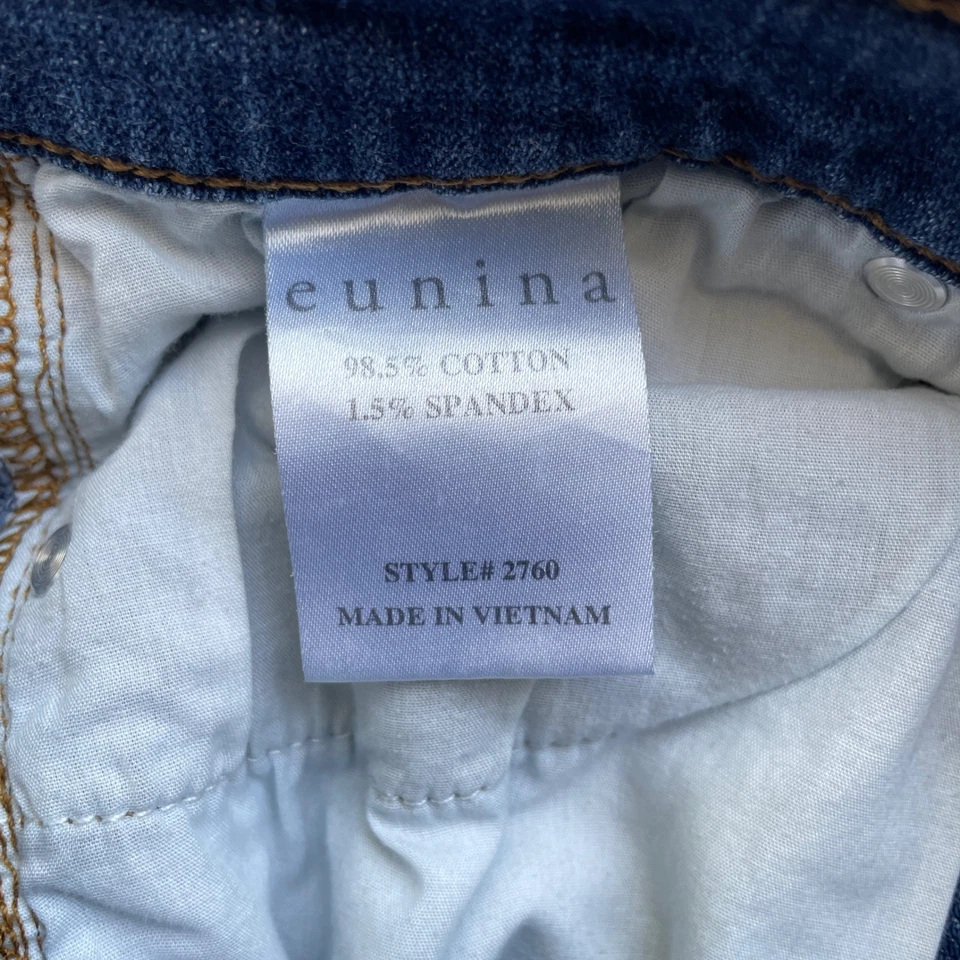 eunina
98.5% COTTON
1.5% SPANDEX
STYLE# 2760
MADE IN VIETNAM